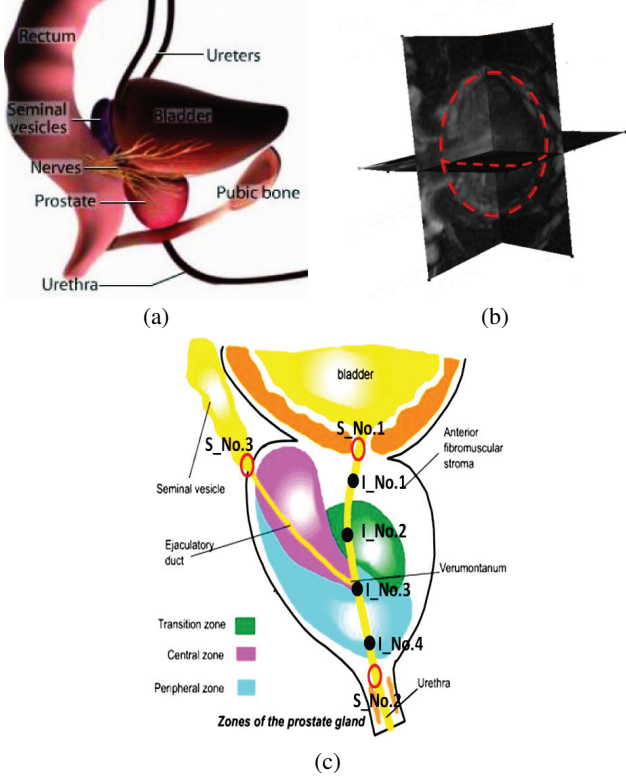 Rectum
Ureters
Seminal
vesicles
Bladder
Nerves
Prostate
Pubic bone
Urethra
(a)
(b)
bladder
S_No.1
S_No.3
Anterior
fibromuscular
stroma
I_No.1
Seminal vesicle
I_No.2
Ejaculatory
duct
Verumontanum
I_No.3
Transition zone
I_No.4
Central zone
Peripheral zone
Urethra
S_No.2
Zones of the prostate gland
(c)